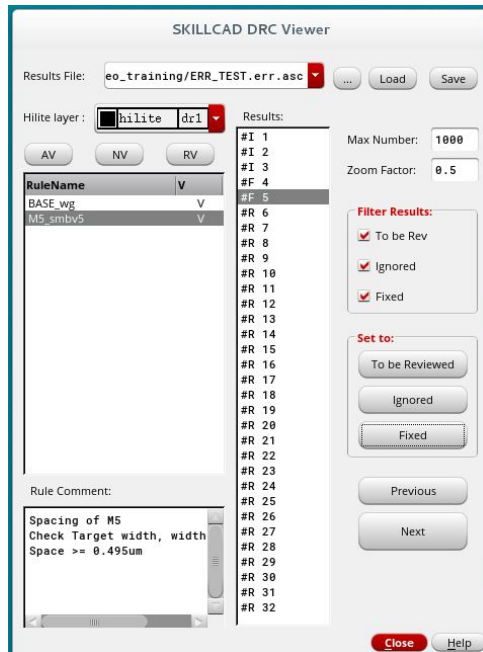 SKILLCAD DRC Viewer
Results File: eo_training/ERR_TEST.err.asc ... Load Save
Hilite layer : hilite dr1
AV NV RV
RuleName V
BASE_wg V
M5_smbv5 V
Rule Comment:
Spacing of M5
Check Target width, width
Space >= 0.495um
Results:
#I 1
#I 2
#I 3
#F 4
#F 5
#R 6
#R 7
#R 8
#R 9
#R 10
#R 11
#R 12
#R 13
#R 14
#R 15
#R 16
#R 17
#R 18
#R 19
#R 20
#R 21
#R 22
#R 23
#R 24
#R 25
#R 26
#R 27
#R 28
#R 29
#R 30
#R 31
#R 32
Max Number: 1000
Zoom Factor: 0.5
Filter Results:
To be Rev
Ignored
Fixed
Set to:
To be Reviewed
Ignored
Fixed
Previous
Next
Close Help